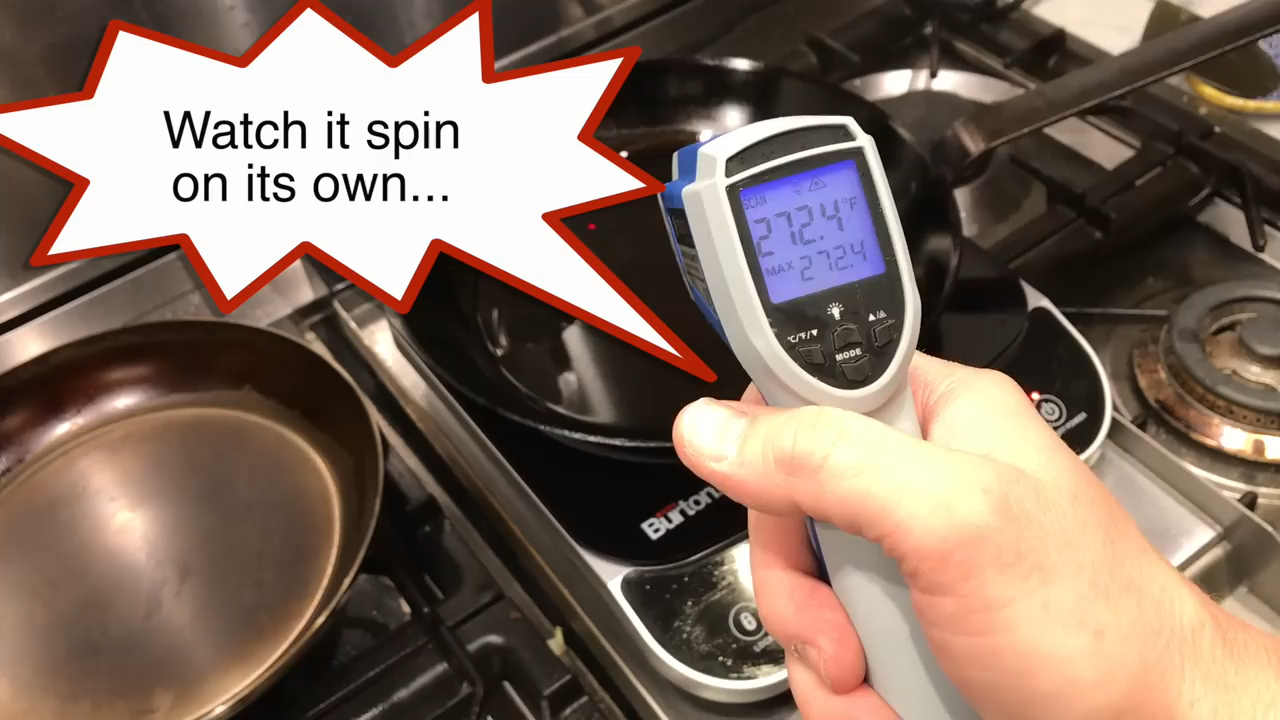 Watch it spin
on its own...
SCAN
272.4°F
MAX 272.4
°C/°F/▼
MODE
Burton